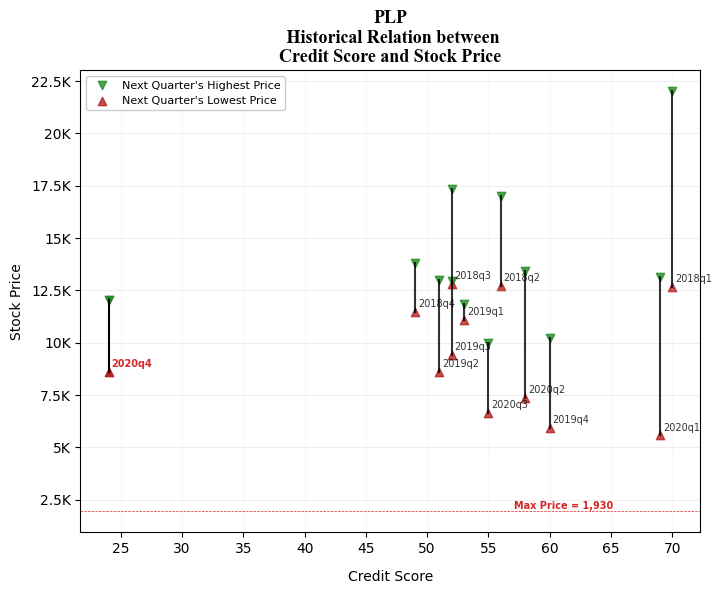 PLP
Historical Relation between
Credit Score and Stock Price
Next Quarter's Highest Price
Next Quarter's Lowest Price
22.5K
20K
17.5K
15K
12.5K
10K
7.5K
5K
2.5K
Stock Price
2018q3
2018q2
2018q1
2018q4
2019q1
2019q3
2019q2
2020q4
2020q2
2020q3
2019q4
2020q1
Max Price = 1,930
25
30
35
40
45
50
55
60
65
70
Credit Score